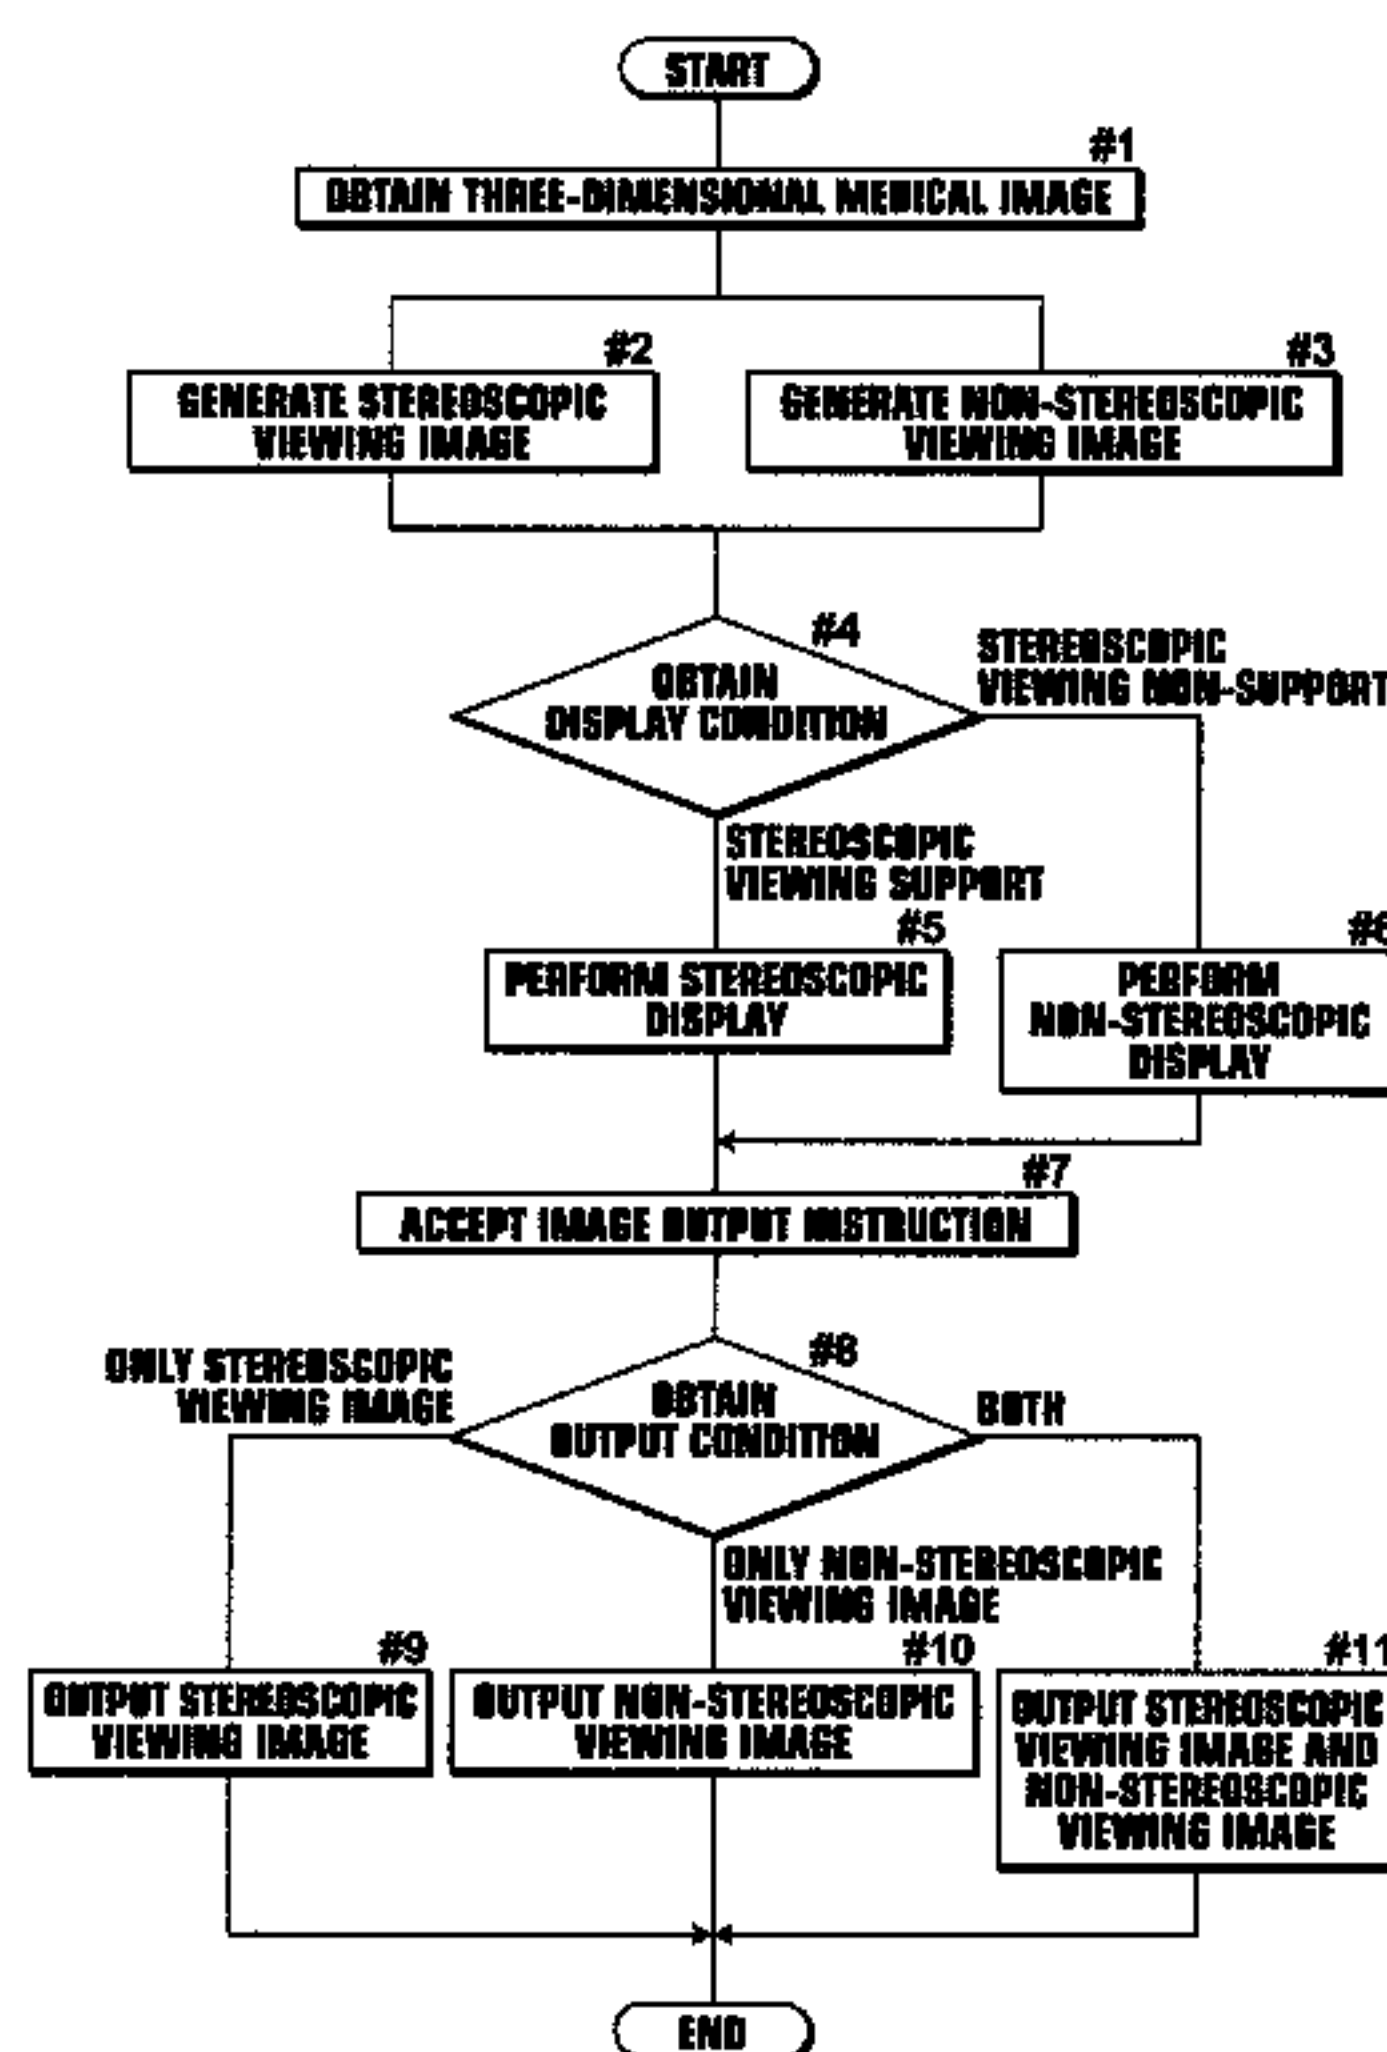 START
#1
OBTAIN THREE-DIMENSIONAL MEDICAL IMAGE
#2
GENERATE STEREOSCOPIC
VIEWING IMAGE
#3
GENERATE NON-STEREOSCOPIC
VIEWING IMAGE
#4
OBTAIN
DISPLAY CONDITION
STEREOSCOPIC
VIEWING NON-SUPPORT
STEREOSCOPIC
VIEWING SUPPORT
#5
PERFORM STEREOSCOPIC
DISPLAY
#6
PERFORM
NON-STEREOSCOPIC
DISPLAY
#7
ACCEPT IMAGE OUTPUT INSTRUCTION
#8
OBTAIN
OUTPUT CONDITION
ONLY STEREOSCOPIC
VIEWING IMAGE
BOTH
ONLY NON-STEREOSCOPIC
VIEWING IMAGE
#9
OUTPUT STEREOSCOPIC
VIEWING IMAGE
#10
OUTPUT NON-STEREOSCOPIC
VIEWING IMAGE
#11
OUTPUT STEREOSCOPIC
VIEWING IMAGE AND
NON-STEREOSCOPIC
VIEWING IMAGE
END